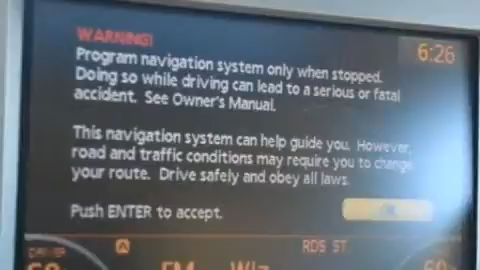 WARNING!
6:26
Program navigation system only when stopped.
Doing so while driving can lead to a serious or fatal
accident. See Owner's Manual.
This navigation system can help guide you. However,
road and traffic conditions may require you to change
your route. Drive safely and obey all laws.
Push ENTER to accept.
OK
DRIVER
A
RDS ST
FM